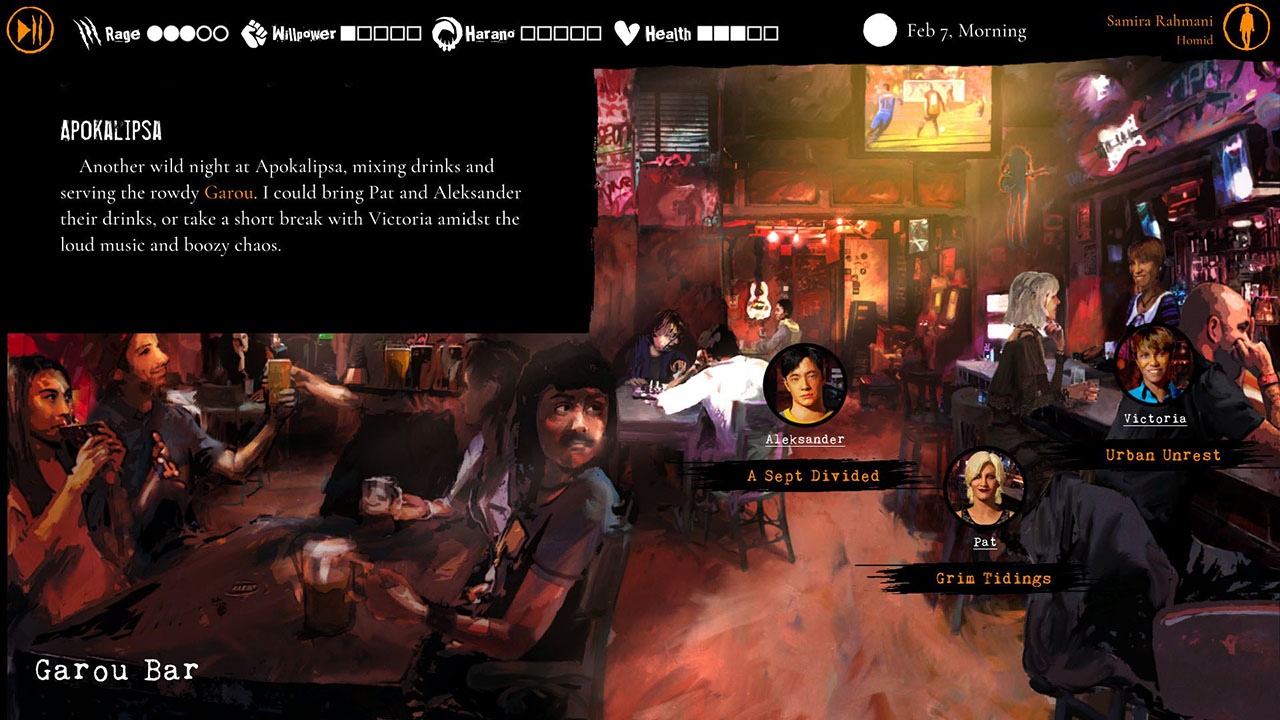 Rage Willpower Harano Health Feb 7, Morning Samira Rahmani
Homid
APOKALIPSA
Another wild night at Apokalipsa, mixing drinks and
serving the rowdy Garou. I could bring Pat and Aleksander
their drinks, or take a short break with Victoria amidst the
loud music and boozy chaos.
Aleksander
A Sept Divided
Victoria
Urban Unrest
Pat
Grim Tidings
Garou Bar